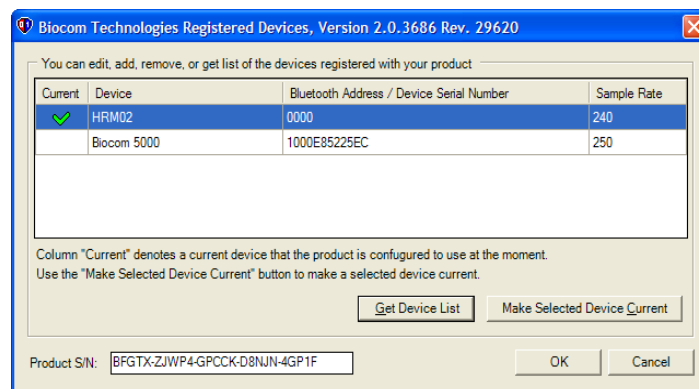 Biocom Technologies Registered Devices, Version 2.0.3686 Rev. 29620
You can edit, add, remove, or get list of the devices registered with your product
Current Device Bluetooth Address / Device Serial Number Sample Rate
HRM02 0000 240
Biocom 5000 1000E85225EC 250
Column "Current" denotes a current device that the product is confugured to use at the moment.
Use the "Make Selected Device Current" button to make a selected device current.
Get Device List Make Selected Device Current
Product S/N: BFGTX-ZJWP4-GPCCK-D8NJN-4GP1F OK Cancel